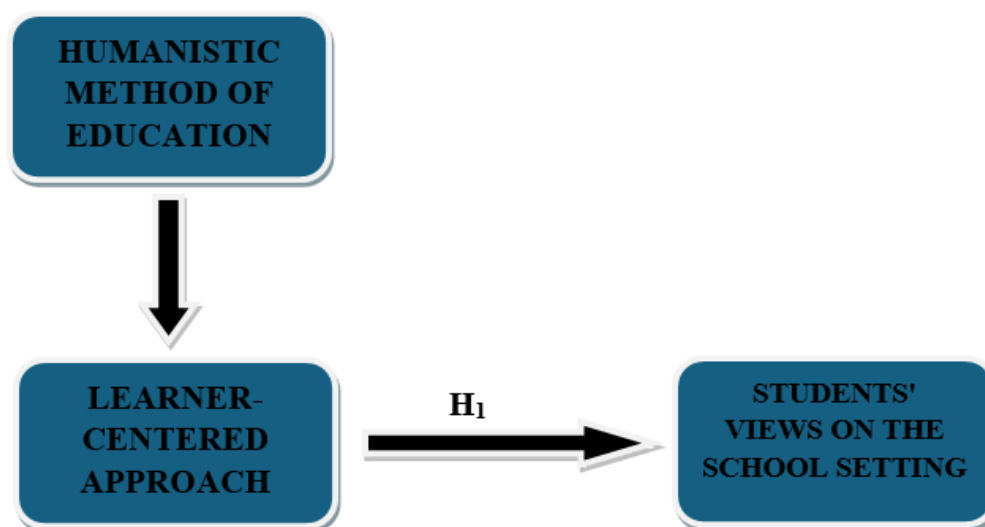 HUMANISTIC
METHOD OF
EDUCATION
LEARNER-
CENTERED
APPROACH
H₁
STUDENTS'
VIEWS ON THE
SCHOOL SETTING